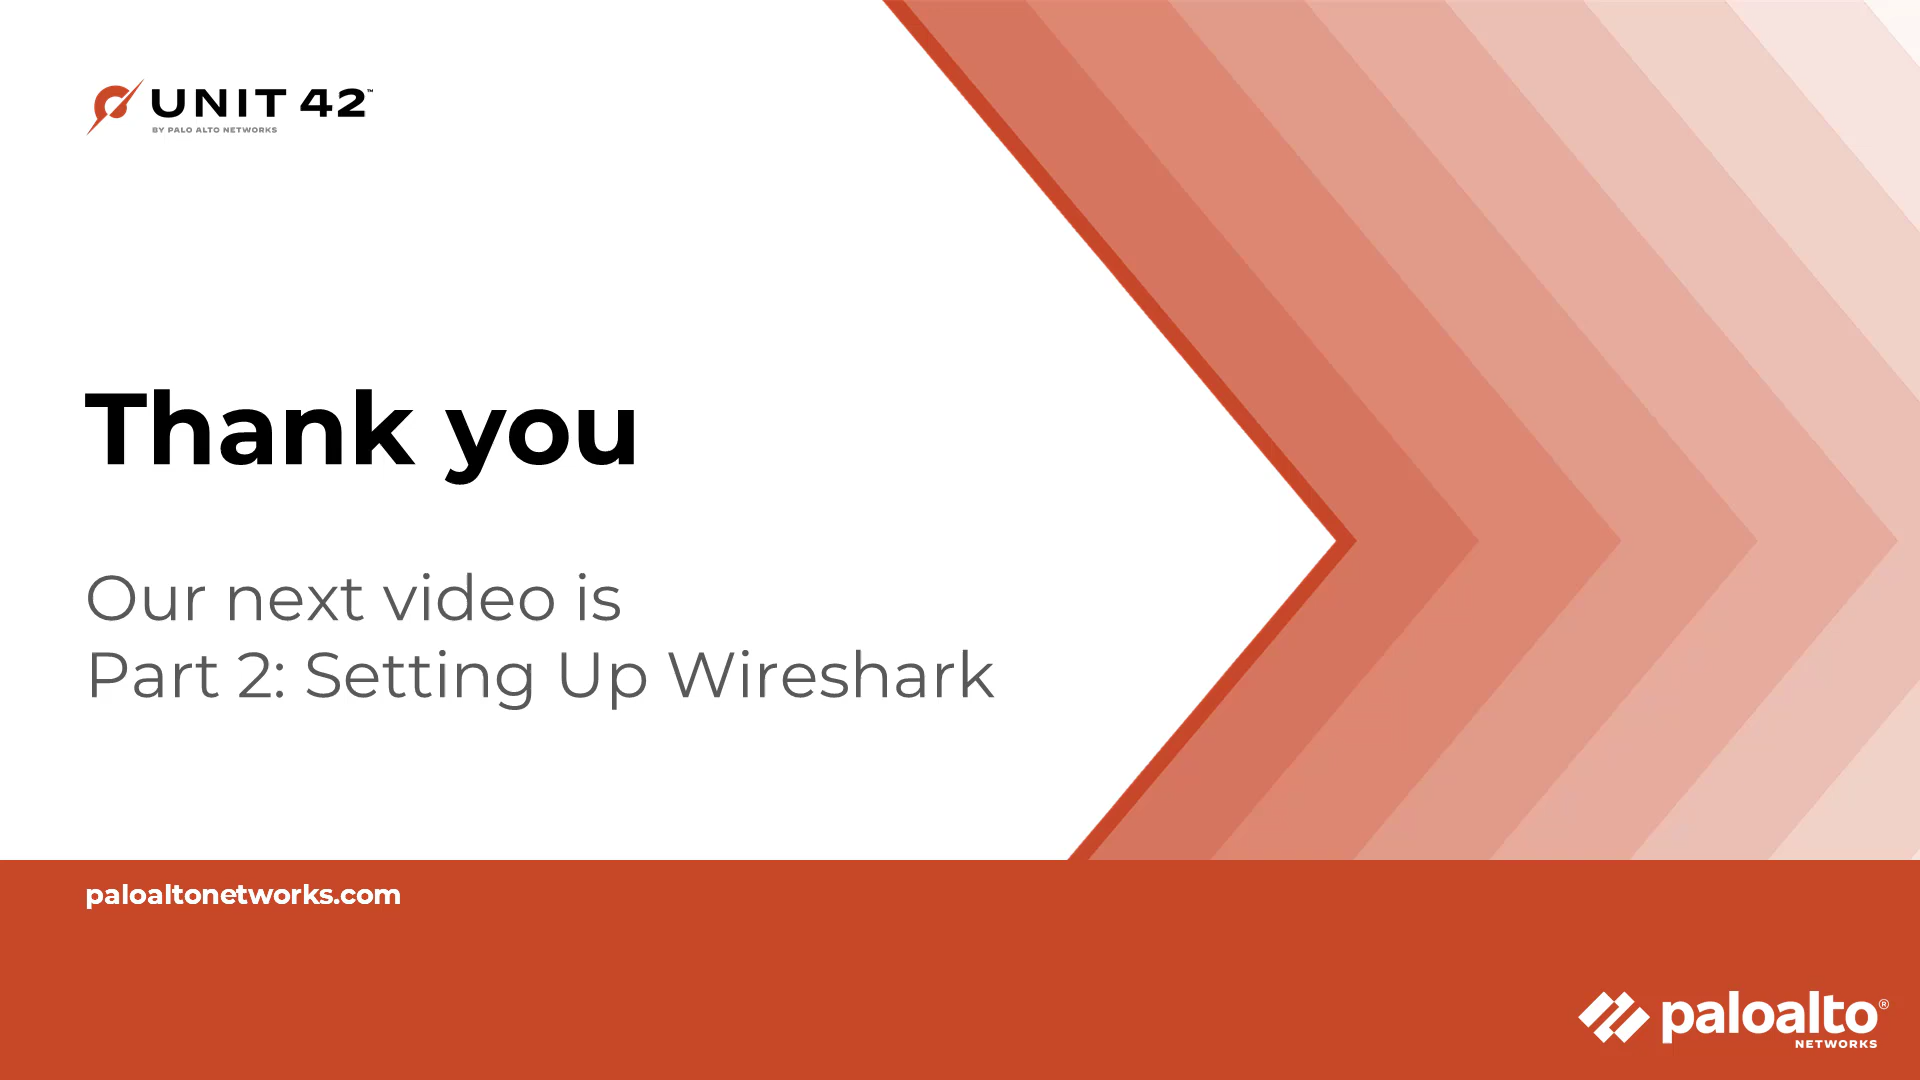 UNIT 42™
BY PALO ALTO NETWORKS
Thank you
Our next video is
Part 2: Setting Up Wireshark
paloaltonetworks.com
paloalto®
NETWORKS